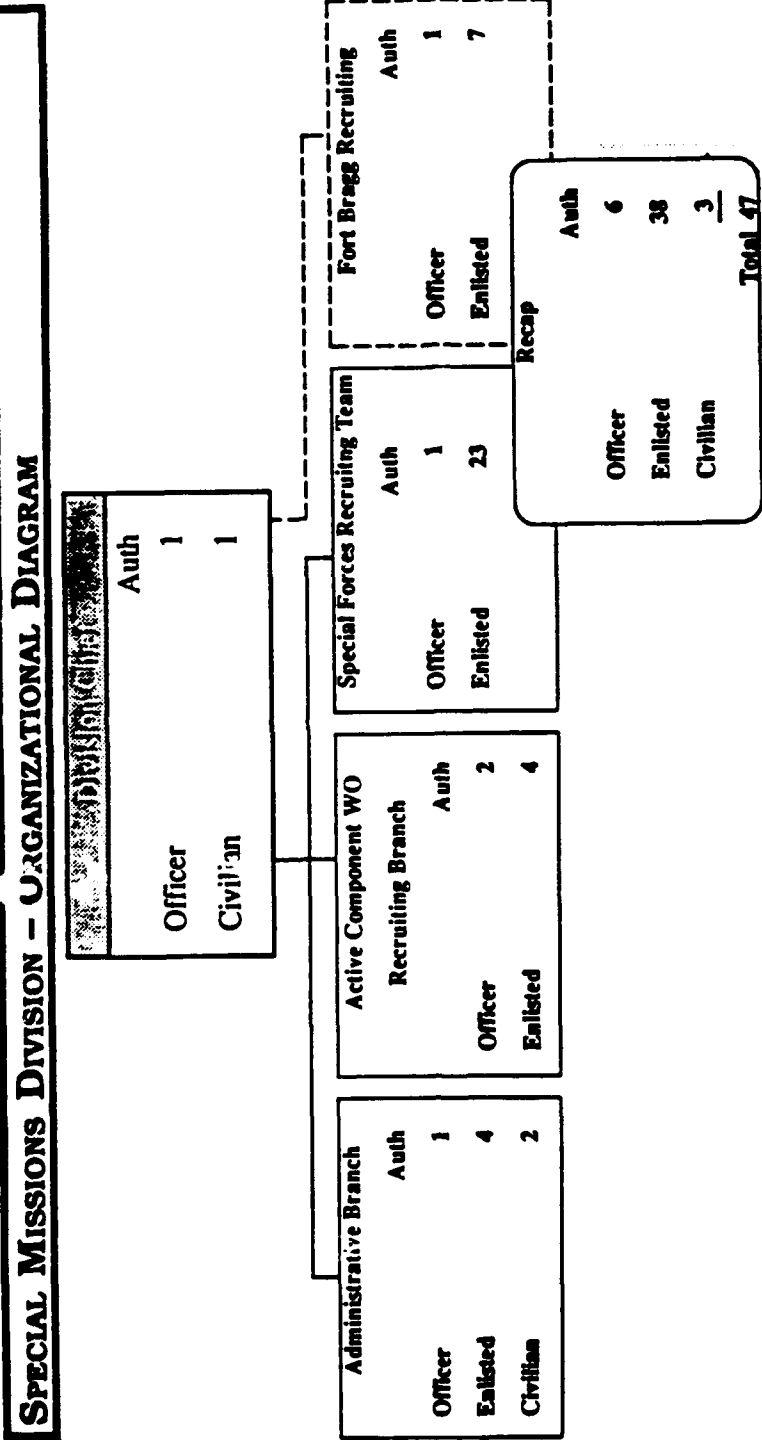 SPECIAL MISSIONS DIVISION – ORGANIZATIONAL DIAGRAM
Auth
Officer 1
Civilian 1
Administrative Branch
Auth
Officer 1
Enlisted 4
Civilian 2
Active Component WO
Recruiting Branch
Auth
Officer 2
Enlisted 4
Special Forces Recruitng Team
Auth
Officer 1
Enlisted 23
Fort Bragg Recruiting
Auth
Officer 1
Enlisted 7
Recap
Auth
Officer 6
Enlisted 38
Civilian 3
Total 47